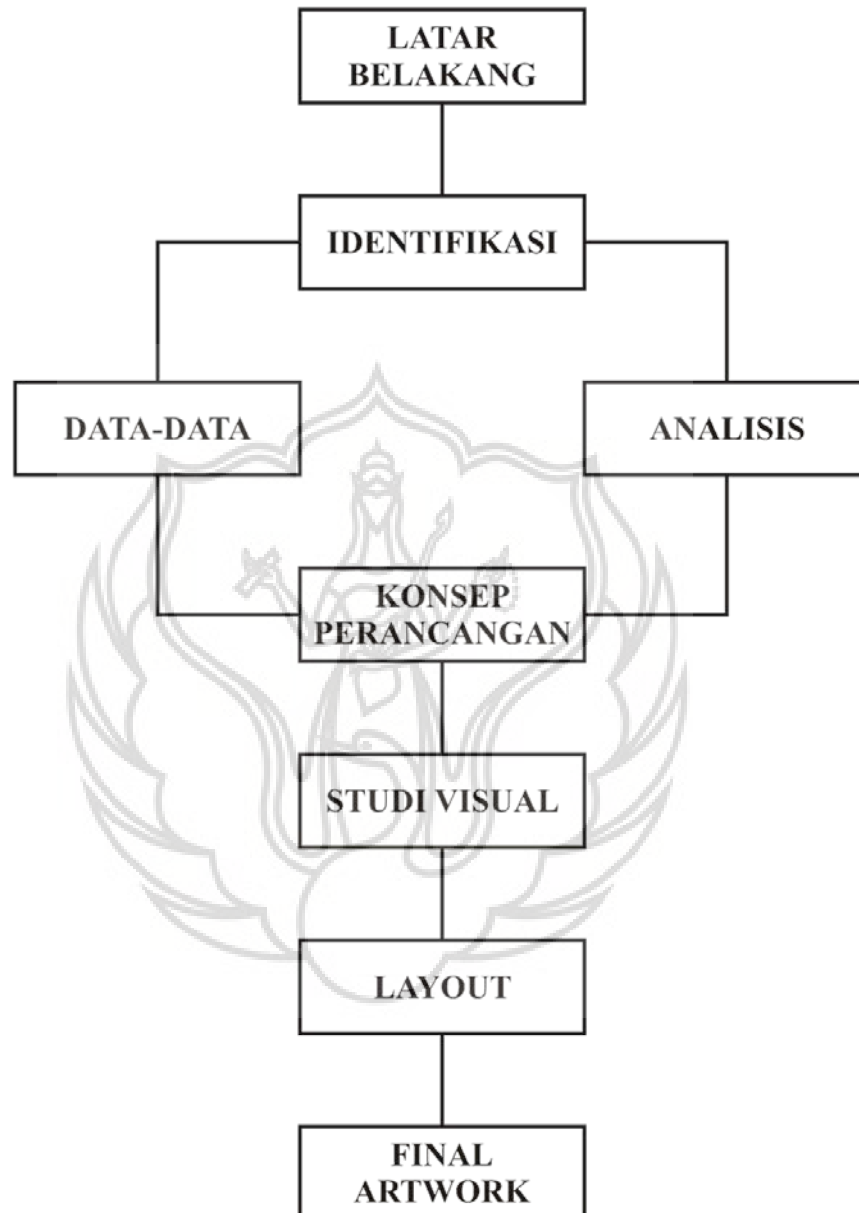 LATAR
BELAKANG
IDENTIFIKASI
DATA-DATA
ANALISIS
KONSEP
PERANCANGAN
STUDI VISUAL
LAYOUT
FINAL
ARTWORK